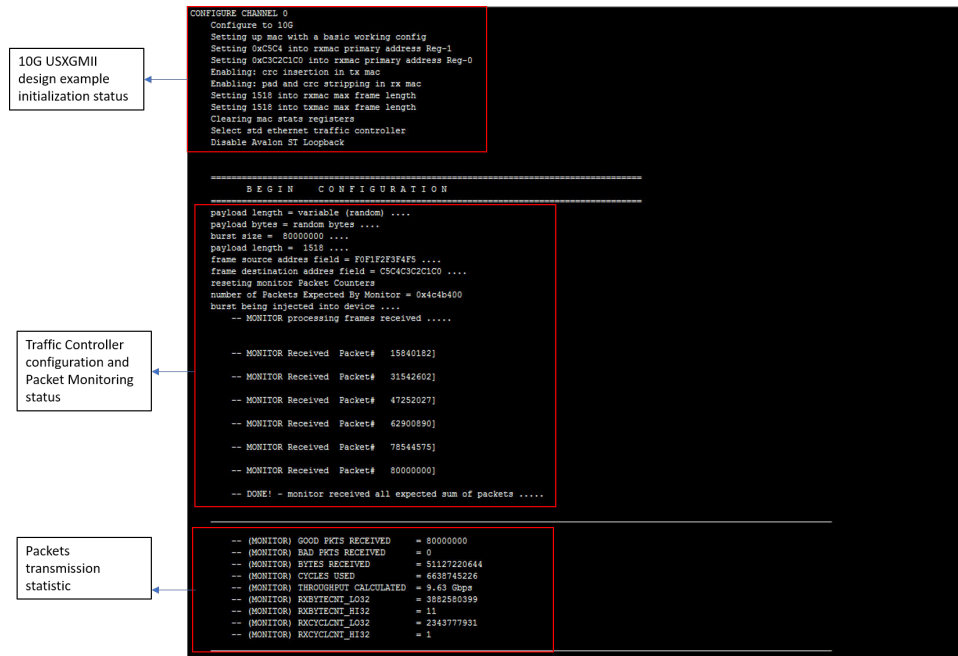 CONFIGURE CHANNEL 0
Configure to 10G
Setting up mac with a basic working config
Setting 0xC5C4 into rxmac primary address Reg-1
Setting 0xC3C2C1C0 into rxmac primary address Reg-0
Enabling: crc insertion in tx mac
Enabling: pad and crc stripping in rx mac
Setting 1518 into rxmac max frame length
Setting 1518 into txmac max frame length
Clearing mac stats registers
Select std ethernet traffic controller
Disable Avalon ST Loopback
10G USXGMII
design example
initialization status
==========================================================================
B E G I N C O N F I G U R A T I O N
==========================================================================
payload length = variable (random) ....
payload bytes = random bytes ....
burst size = 80000000 ....
payload length = 1518 ....
frame source addres field = F0F1F2F3F4F5 ....
frame destination addres field = C5C4C3C2C1C0 ....
reseting monitor Packet Counters
number of Packets Expected By Monitor = 0x4c4b400
burst being injected into device ....
-- MONITOR processing frames received .....
-- MONITOR Received Packet# 15840182]
-- MONITOR Received Packet# 31542602]
-- MONITOR Received Packet# 47252027]
-- MONITOR Received Packet# 62900890]
-- MONITOR Received Packet# 78544575]
-- MONITOR Received Packet# 80000000]
-- DONE! - monitor received all expected sum of packets .....
Traffic Controller
configuration and
Packet Monitoring
status
-- (MONITOR) GOOD PKTS RECEIVED = 80000000
-- (MONITOR) BAD PKTS RECEIVED = 0
-- (MONITOR) BYTES RECEIVED = 51127220644
-- (MONITOR) CYCLES USED = 6638745226
-- (MONITOR) THROUGHPUT CALCULATED = 9.63 Gbps
-- (MONITOR) RXBYTECNT_LO32 = 3882580399
-- (MONITOR) RXBYTECNT_HI32 = 11
-- (MONITOR) RXCYCLCNT_LO32 = 2343777931
-- (MONITOR) RXCYCLCNT_HI32 = 1
Packets
transmission
statistic